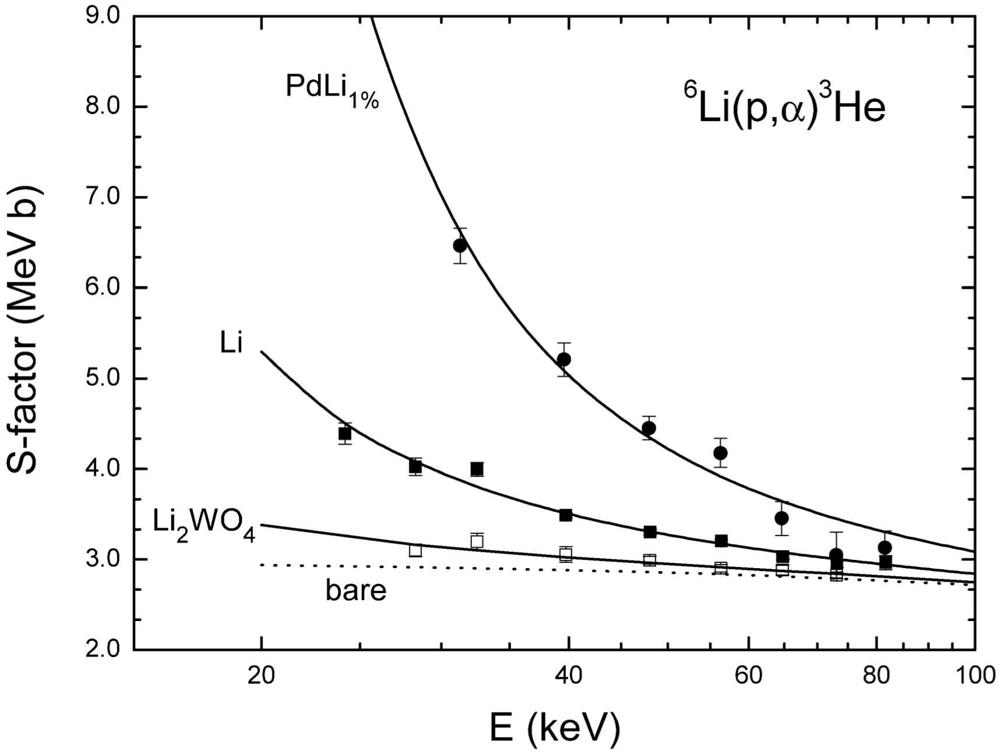 9.0
8.0
7.0
6.0
5.0
4.0
3.0
2.0
S-factor (MeV b)
PdLi1%
⁶Li(p,α)³He
Li
Li₂WO₄
bare
20 40 60 80 100
E (keV)